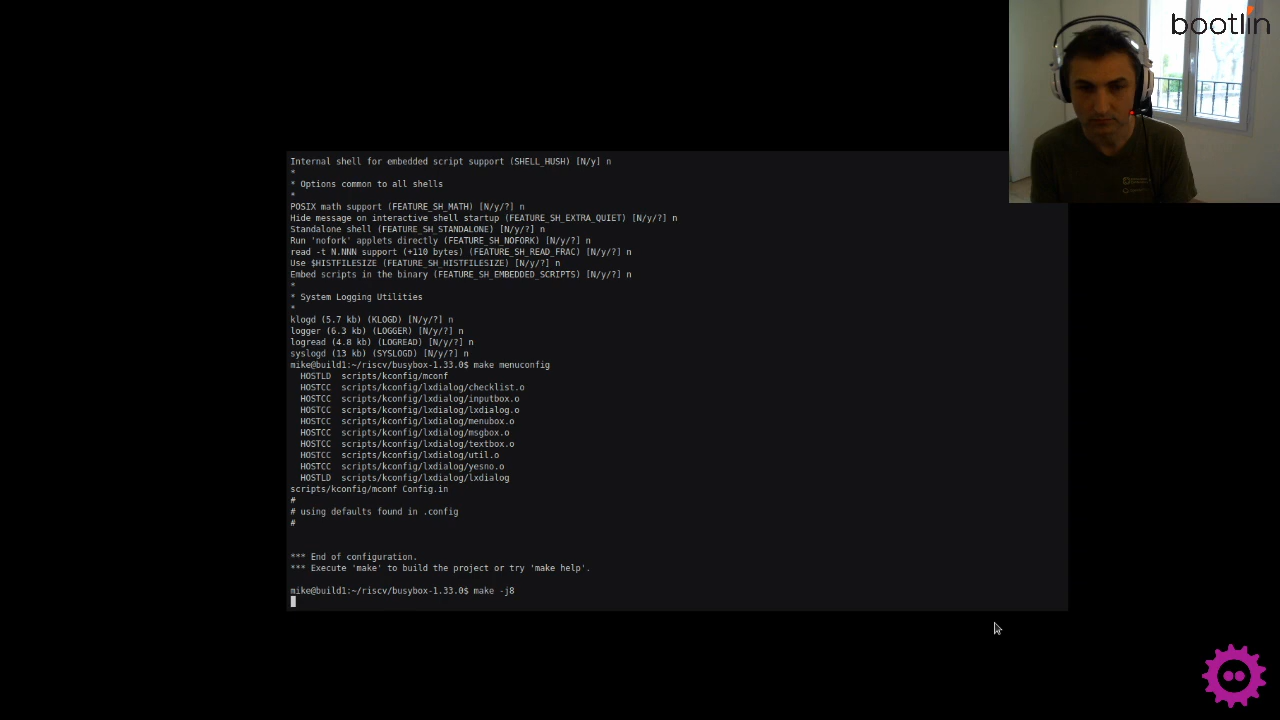 bootlin
Internal shell for embedded script support (SHELL_HUSH) [N/y] n
*
* Options common to all shells
*
POSIX math support (FEATURE_SH_MATH) [N/y/?] n
Hide message on interactive shell startup (FEATURE_SH_EXTRA_QUIET) [N/y/?] n
Standalone shell (FEATURE_SH_STANDALONE) [N/y/?] n
Run 'nofork' applets directly (FEATURE_SH_NOFORK) [N/y/?] n
read -t N.NNN support (+110 bytes) (FEATURE_SH_READ_FRAC) [N/y/?] n
Use $HISTFILESIZE (FEATURE_SH_HISTFILESIZE) [N/y/?] n
Embed scripts in the binary (FEATURE_SH_EMBEDDED_SCRIPTS) [N/y/?] n
*
* System Logging Utilities
*
klogd (5.7 kb) (KLOGD) [N/y/?] n
logger (6.3 kb) (LOGGER) [N/y/?] n
logread (4.8 kb) (LOGREAD) [N/y/?] n
syslogd (13 kb) (SYSLOGD) [N/y/?] n
mike@build1:~/riscv/busybox-1.33.0$ make menuconfig
  HOSTLD  scripts/kconfig/mconf
  HOSTCC  scripts/kconfig/lxdialog/checklist.o
  HOSTCC  scripts/kconfig/lxdialog/inputbox.o
  HOSTCC  scripts/kconfig/lxdialog/lxdialog.o
  HOSTCC  scripts/kconfig/lxdialog/menubox.o
  HOSTCC  scripts/kconfig/lxdialog/msgbox.o
  HOSTCC  scripts/kconfig/lxdialog/textbox.o
  HOSTCC  scripts/kconfig/lxdialog/util.o
  HOSTCC  scripts/kconfig/lxdialog/yesno.o
  HOSTLD  scripts/kconfig/lxdialog/lxdialog
scripts/kconfig/mconf Config.in
#
# using defaults found in .config
#
*** End of configuration.
*** Execute 'make' to build the project or try 'make help'.
mike@build1:~/riscv/busybox-1.33.0$ make -j8